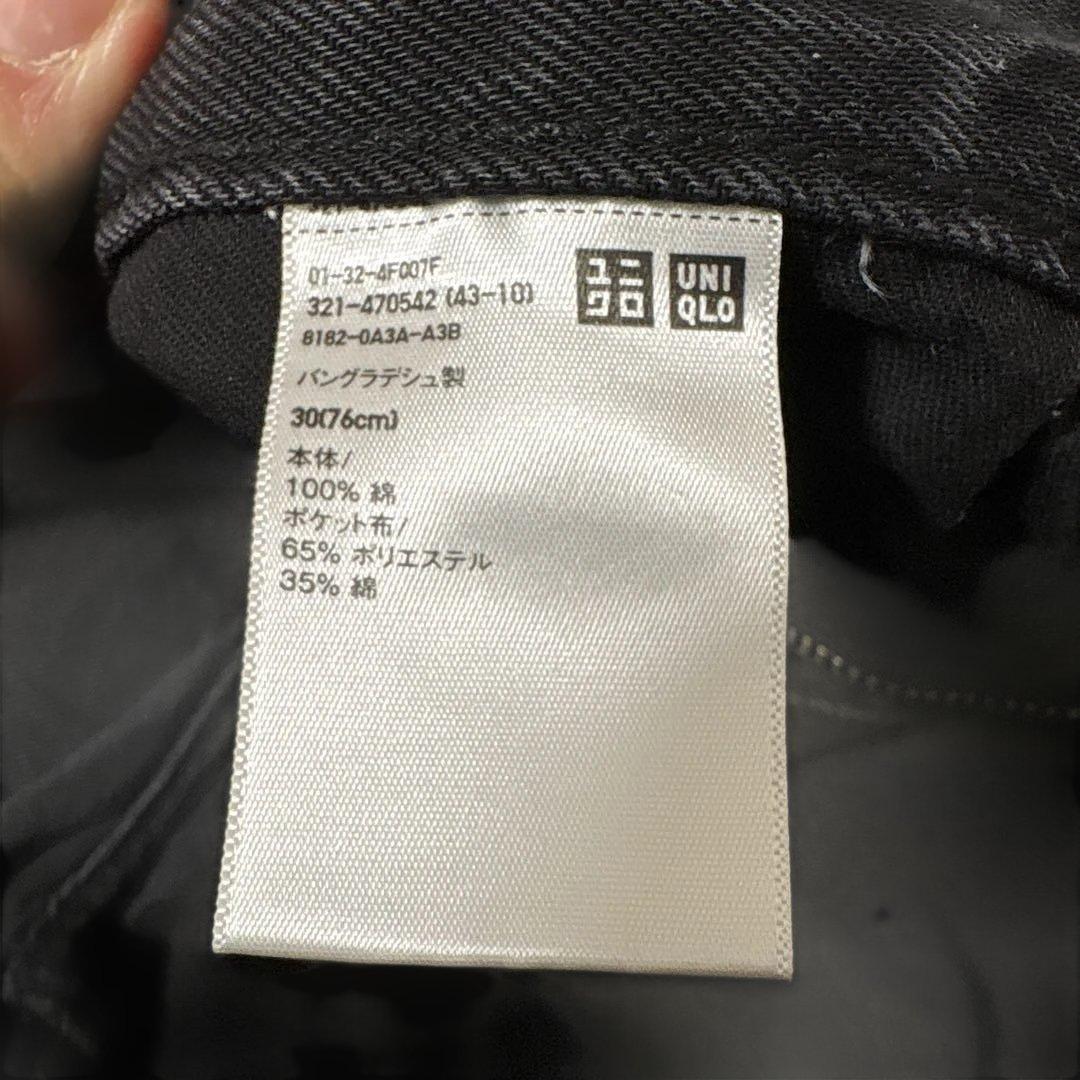 01-32-4F007F
321-470542 (43-10)
8182-0A3A-A3B
ユニ
クロ
UNI
QLO
バングラデシュ製
30(76cm)
本体/
100% 綿
ポケット布/
65% ポリエステル
35% 綿